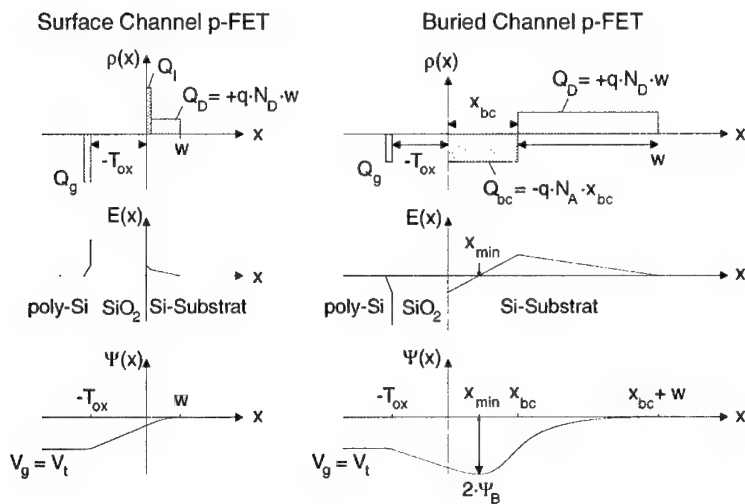 Surface Channel p-FET
Buried Channel p-FET
ρ(x)
Q_I
Q_D = +q·N_D·w
x
-T_ox
w
Q_g
ρ(x)
Q_D = +q·N_D·w
x_bc
x
-T_ox
w
Q_g
Q_bc = -q·N_A·x_bc
E(x)
x
poly-Si
SiO₂
Si-Substrat
E(x)
x_min
x
poly-Si
SiO₂
Si-Substrat
Ψ(x)
-T_ox
w
x
V_g = V_t
Ψ(x)
-T_ox
x_min
x_bc
x_bc + w
x
V_g = V_t
2·Ψ_B